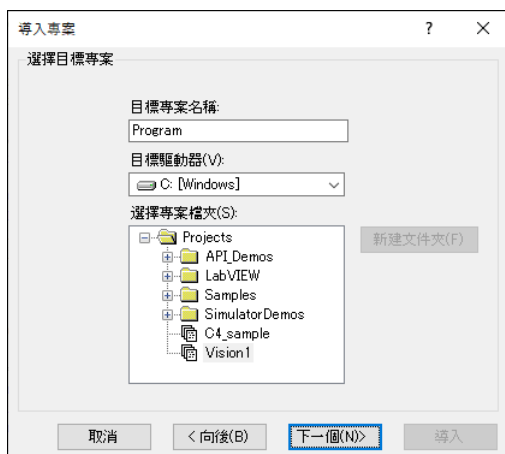 導入專案
選擇目標專案
目標專案名稱:
Program
目標驅動器(V):
C: [Windows]
選擇專案檔夾(S):
Projects
API_Demos
LabVIEW
Samples
SimulatorDemos
C4_sample
Vision1
新建文件夾(F)
取消
< 向後(B)
下一個(N)>
導入